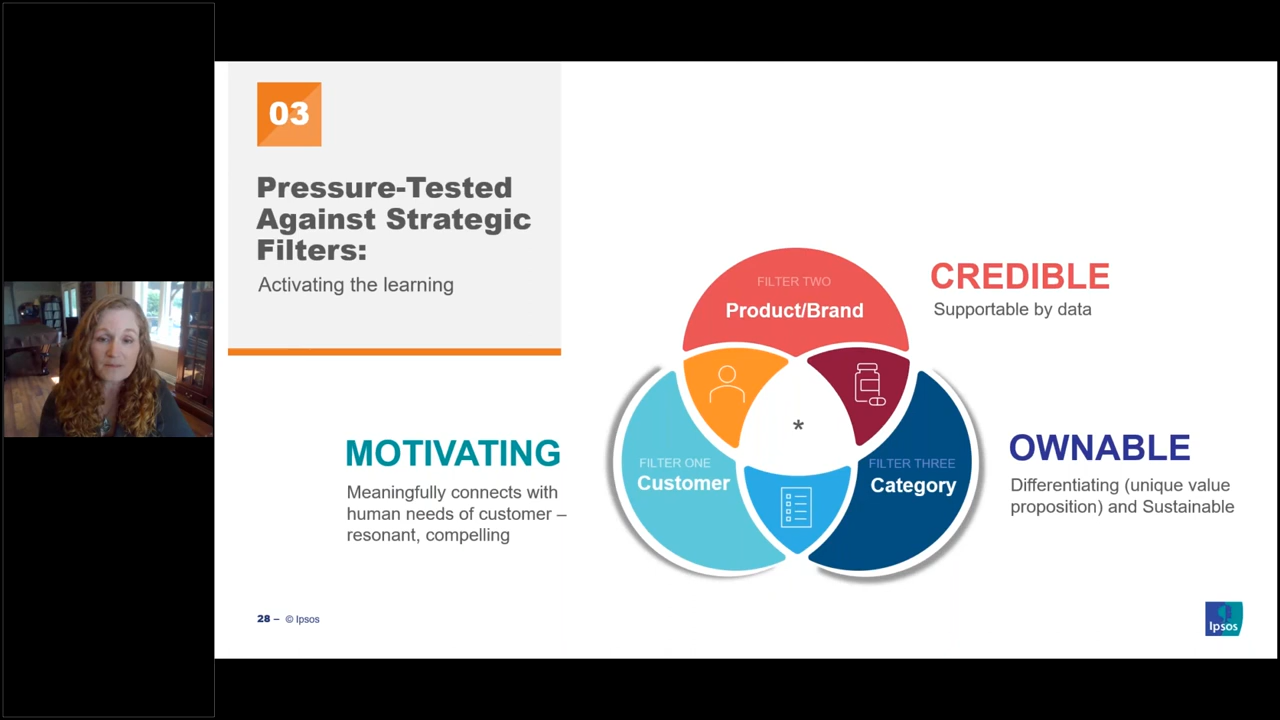 03
Pressure-Tested
Against Strategic
Filters:
Activating the learning
FILTER TWO
Product/Brand
CREDIBLE
Supportable by data
*
MOTIVATING
Meaningfully connects with
human needs of customer –
resonant, compelling
FILTER ONE
Customer
FILTER THREE
Category
OWNABLE
Differentiating (unique value
proposition) and Sustainable
28 – © Ipsos
Ipsos